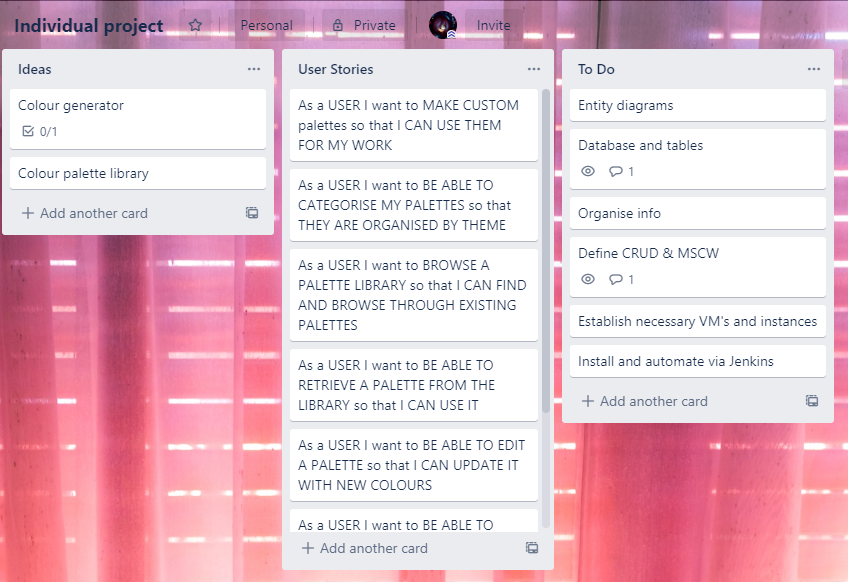 Individual project
Personal
Private
Invite
Ideas
Colour generator
0/1
Colour palette library
Add another card
User Stories
As a USER I want to MAKE CUSTOM
palettes so that I CAN USE THEM
FOR MY WORK
As a USER I want to BE ABLE TO
CATEGORISE MY PALETTES so that
THEY ARE ORGANISED BY THEME
As a USER I want to BROWSE A
PALETTE LIBRARY so that I CAN FIND
AND BROWSE THROUGH EXISTING
PALETTES
As a USER I want to BE ABLE TO
RETRIEVE A PALETTE FROM THE
LIBRARY so that I CAN USE IT
As a USER I want to BE ABLE TO EDIT
A PALETTE so that I CAN UPDATE IT
WITH NEW COLOURS
As a USER I want to BE ABLE TO
Add another card
To Do
Entity diagrams
Database and tables
1
Organise info
Define CRUD & MSCW
1
Establish necessary VM's and instances
Install and automate via Jenkins
Add another card